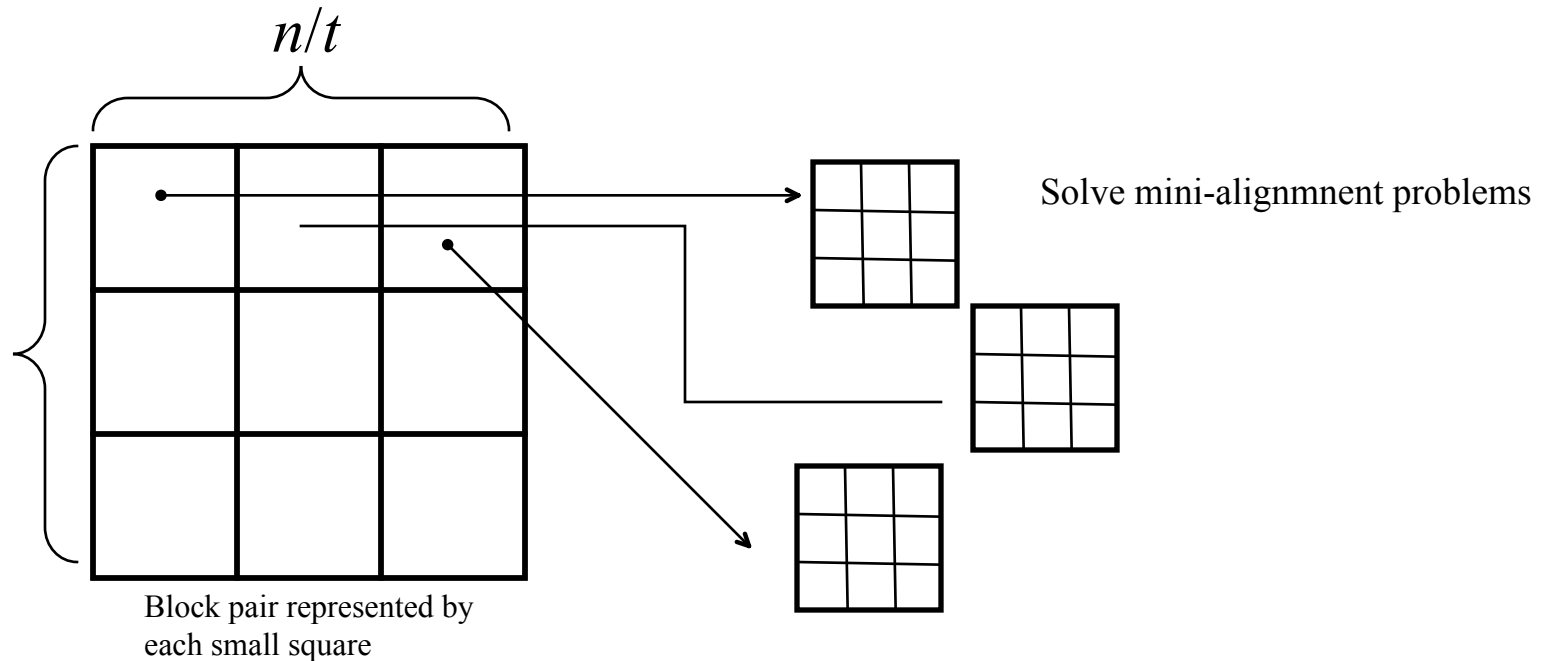 n/t
Solve mini-alignmnent problems
Block pair represented by
each small square